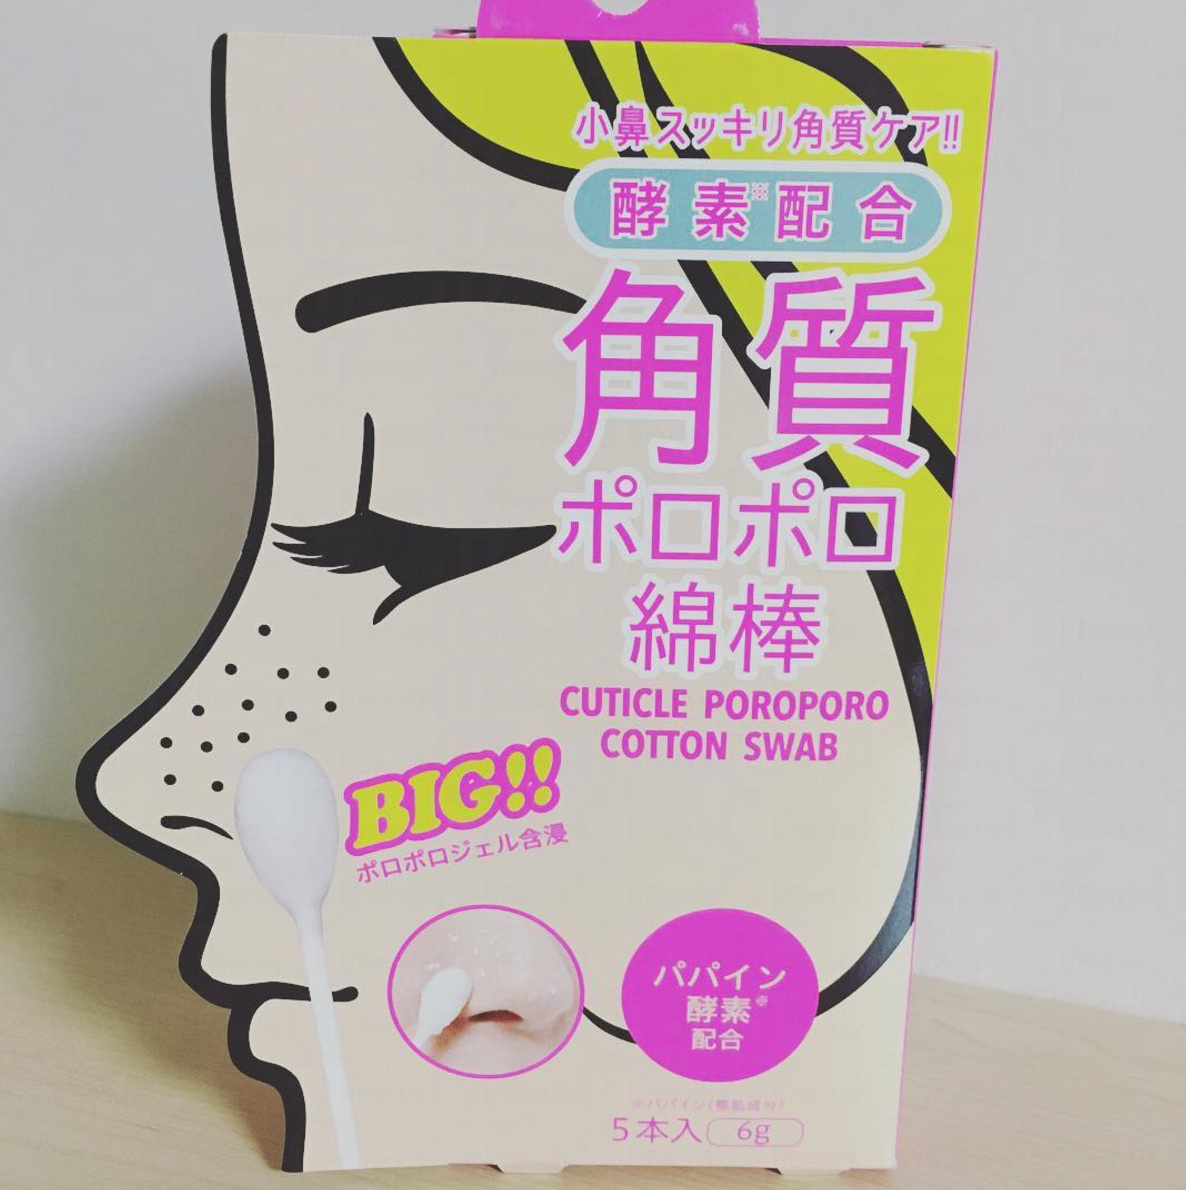 小鼻スッキリ角質ケア!!
酵素※配合
角質
ポロポロ
綿棒
CUTICLE POROPORO
COTTON SWAB
BIG!!
ポロポロジェル含浸
パパイン
酵素※
配合
※パパイン(整肌成分)
5本入 6g